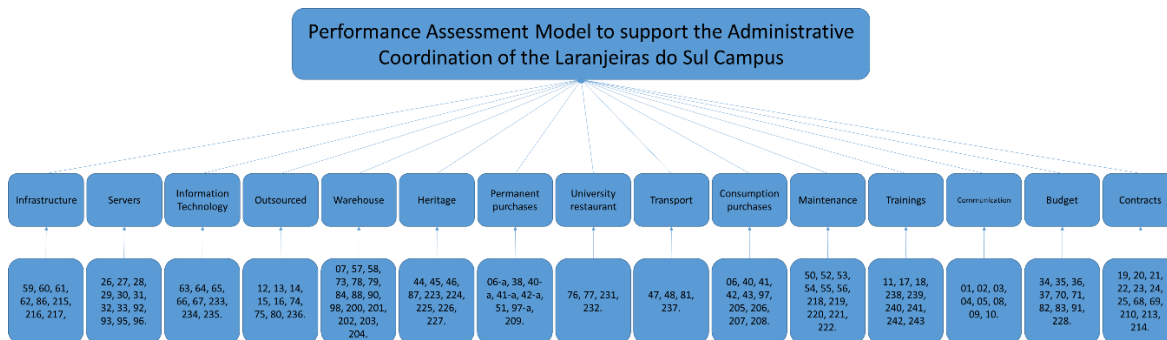 Performance Assessment Model to support the Administrative
Coordination of the Laranjeiras do Sul Campus
Infrastructure
Servers
Information
Technology
Outsourced
Warehouse
Heritage
Permanent
purchases
University
restaurant
Transport
Consumption
purchases
Maintenance
Trainings
Communication
Budget
Contracts
59, 60, 61,
62, 86, 215,
216, 217,
26, 27, 28,
29, 30, 31,
32, 33, 92,
93, 95, 96.
63, 64, 65,
66, 67, 233,
234, 235.
12, 13, 14,
15, 16, 74,
75, 80, 236.
07, 57, 58,
73, 78, 79,
84, 88, 90,
98, 200, 201,
202, 203,
204.
44, 45, 46,
87, 223, 224,
225, 226,
227.
06-a, 38, 40-
a, 41-a, 42-a,
51, 97-a,
209.
76, 77, 231,
232.
47, 48, 81,
237.
06, 40, 41,
42, 43, 97,
205, 206,
207, 208.
50, 52, 53,
54, 55, 56,
218, 219,
220, 221,
222.
11, 17, 18,
238, 239,
240, 241,
242, 243
01, 02, 03,
04, 05, 08,
09, 10.
34, 35, 36,
37, 70, 71,
82, 83, 91,
228.
19, 20, 21,
22, 23, 24,
25, 68, 69,
210, 213,
214.